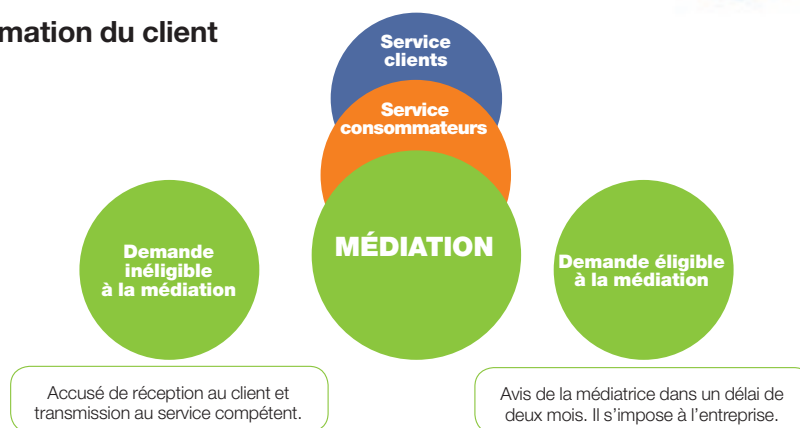 mation du client
Service
clients
Service
consommateurs
MÉDIATION
Demande
inéligible
à la médiation
Demande éligible
à la médiation
Accusé de réception au client et
transmission au service compétent.
Avis de la médiatrice dans un délai de
deux mois. Il s’impose à l’entreprise.